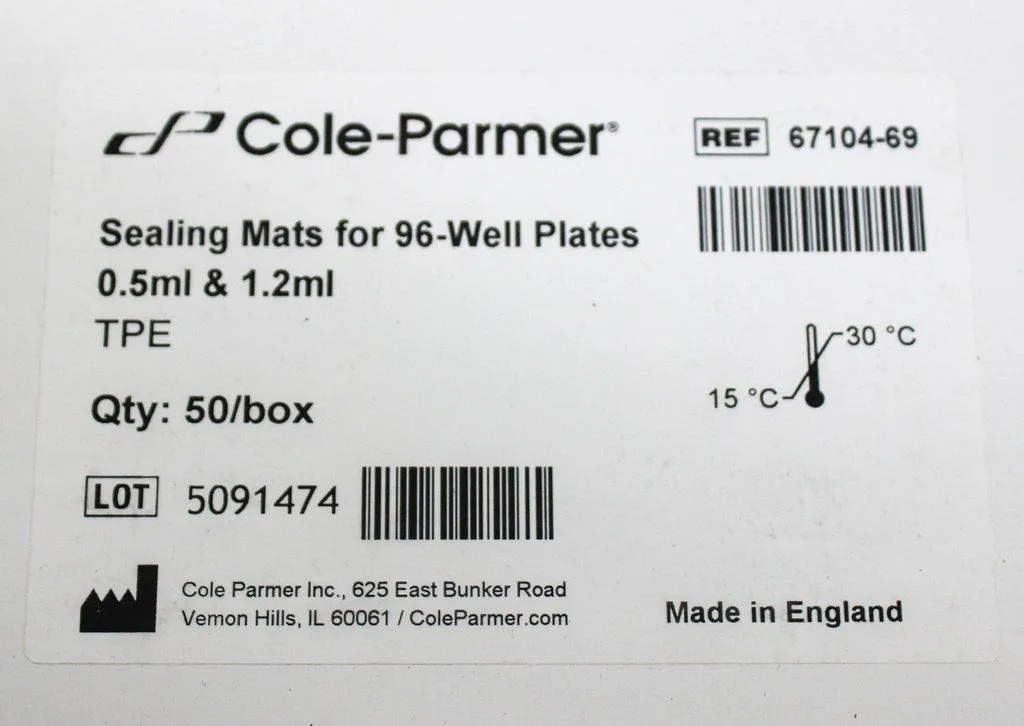 Cole-Parmer®
REF 67104-69
Sealing Mats for 96-Well Plates
0.5ml & 1.2ml
TPE
30 °C
15 °C
Qty: 50/box
LOT 5091474
Cole Parmer Inc., 625 East Bunker Road
Vernon Hills, IL 60061 / ColeParmer.com
Made in England